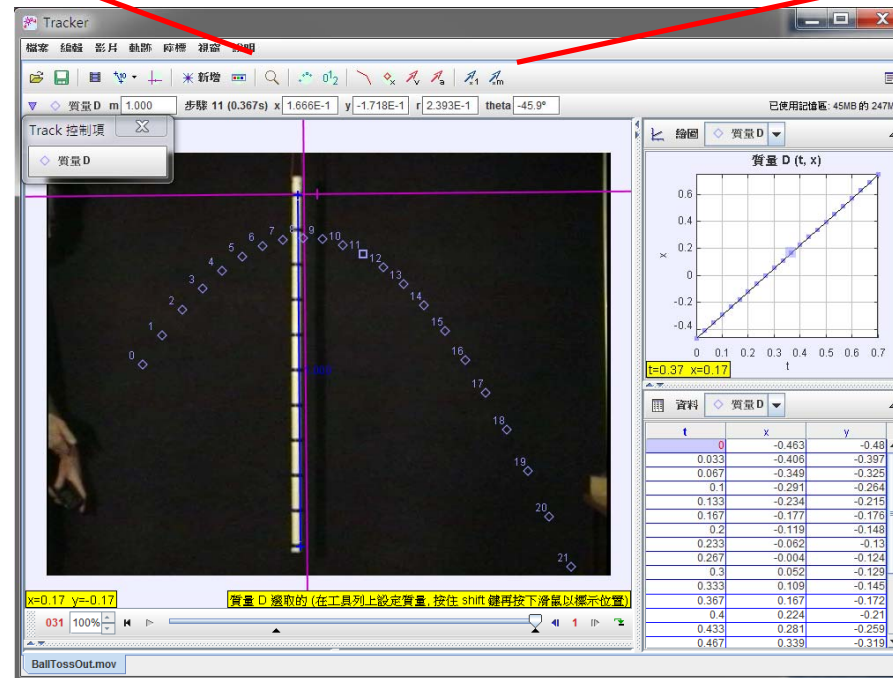 Tracker
檔案 編輯 影片 軌跡 座標 視窗 說明
新增
質量 D m 1.000 步驟 11 (0.367s) x 1.666E-1 y -1.718E-1 r 2.393E-1 theta -45.9° 已使用記憶區: 45MB 的 247M
Track 控制項
質量 D
0
1
2
3
4
5
6
7
8
9
10
11
12
13
14
15
16
17
18
19
20
21
x=0.17 y=-0.17
質量 D 選取的 (在工具列上設定質量, 按住 shift 鍵再按下滑鼠以標示位置)
031 100% 1
BallTossOut.mov
繪圖 質量 D
質量 D (t, x)
x
0.6
0.4
0.2
0
-0.2
-0.4
0 0.1 0.2 0.3 0.4 0.5 0.6 0.7
t
t=0.37 x=0.17
資料 質量 D
t x y
0 -0.463 -0.48
0.033 -0.406 -0.397
0.067 -0.349 -0.325
0.1 -0.291 -0.264
0.133 -0.234 -0.215
0.167 -0.177 -0.176
0.2 -0.119 -0.148
0.233 -0.062 -0.13
0.267 -0.004 -0.124
0.3 0.052 -0.129
0.333 0.109 -0.145
0.367 0.167 -0.172
0.4 0.224 -0.21
0.433 0.281 -0.259
0.467 0.339 -0.319